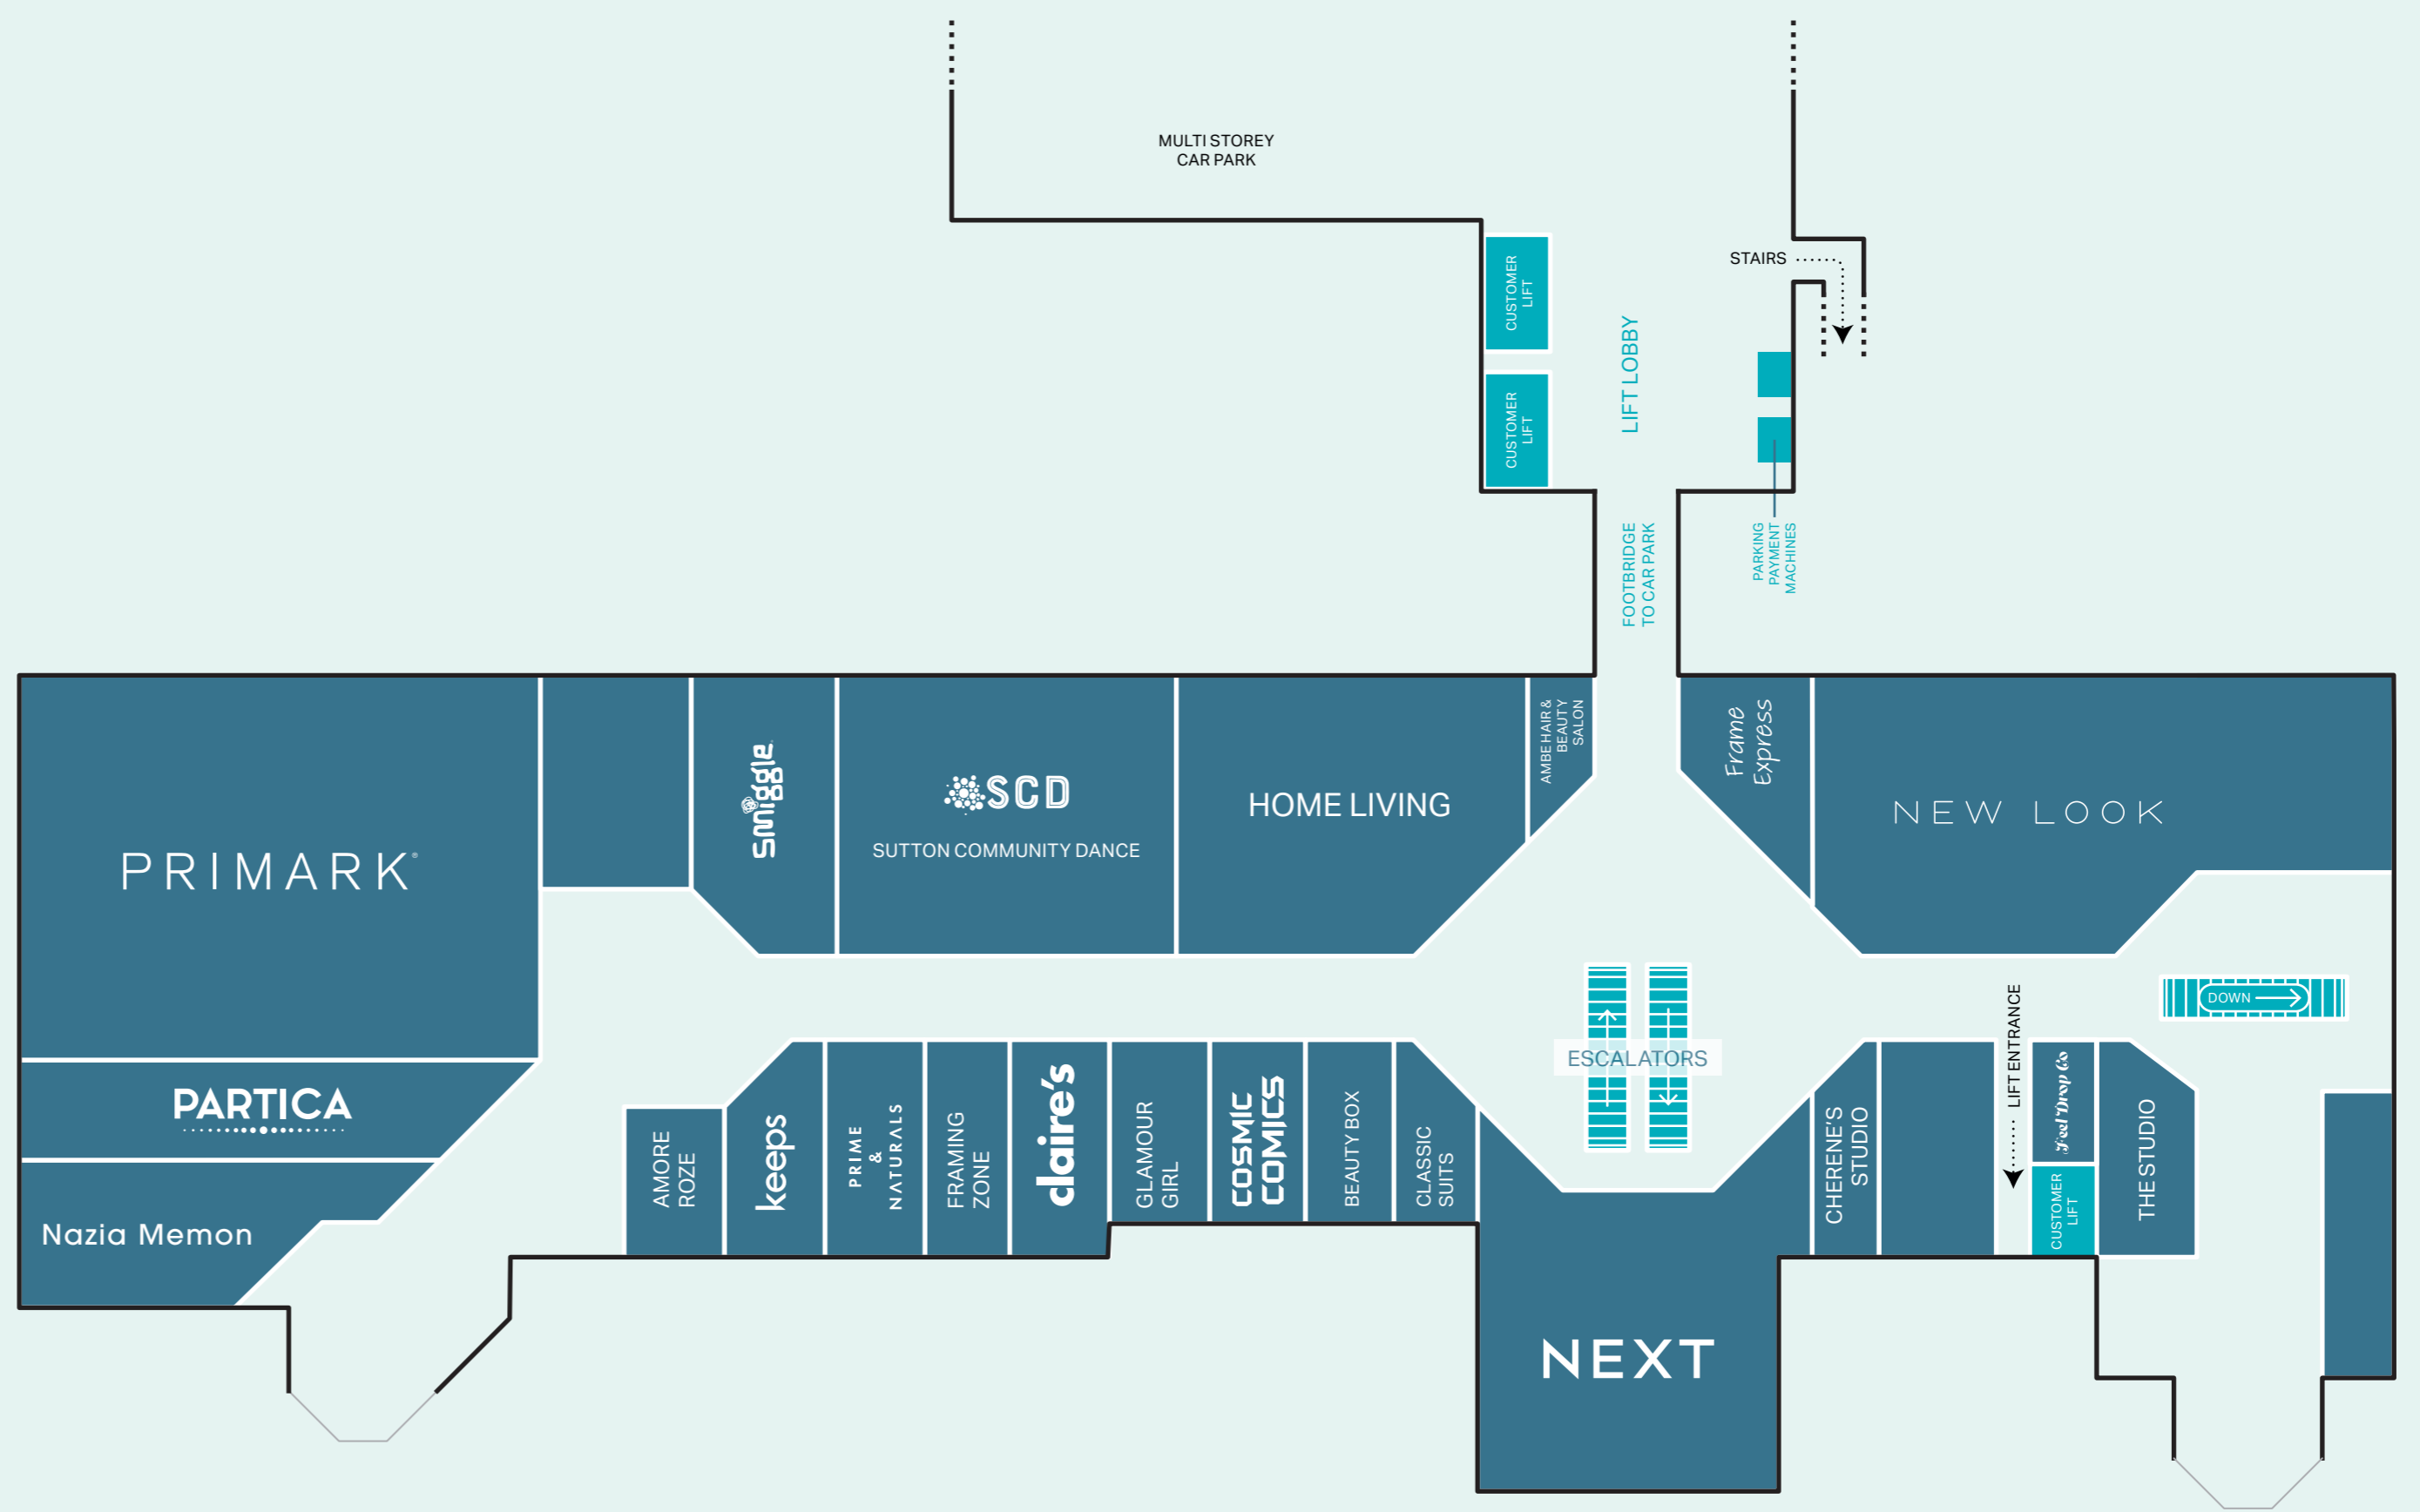 MULTI STOREY
CAR PARK
STAIRS
CUSTOMER
LIFT
CUSTOMER
LIFT
LIFT LOBBY
FOOTBRIDGE
TO CAR PARK
PARKING
PAYMENT
MACHINES
PRIMARK
smiggle
SCD
SUTTON COMMUNITY DANCE
HOME LIVING
AMBE HAIR &
BEAUTY
SALON
Frame
Express
NEW LOOK
DOWN
ESCALATORS
LIFT ENTRANCE
PARTICA
Nazia Memon
AMORE
ROZE
keeps
PRIME
&
NATURALS
FRAMING
ZONE
claire's
GLAMOUR
GIRL
COSMIC
COMICS
BEAUTY BOX
CLASSIC
SUITS
NEXT
CHERENE'S
STUDIO
Feel Drop Co
CUSTOMER
LIFT
THE STUDIO